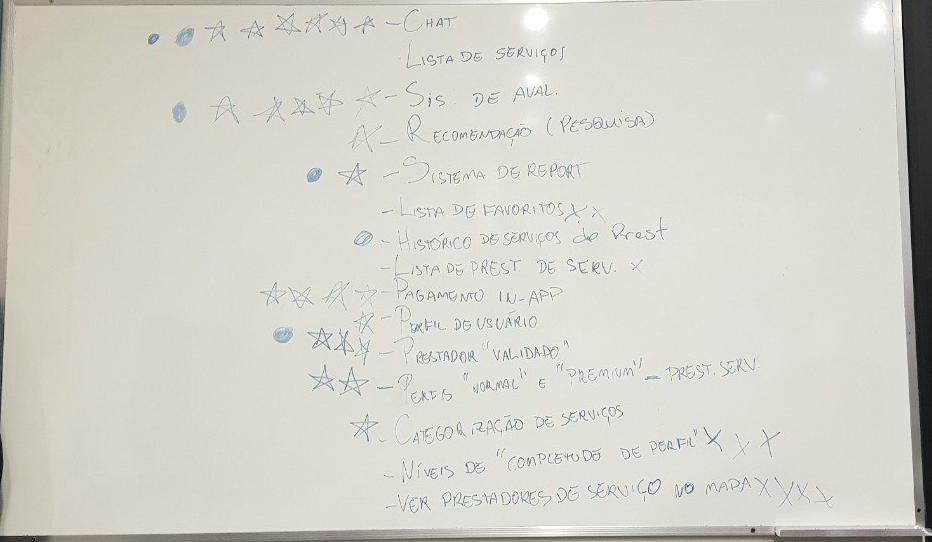 - CHAT
- LISTA DE SERVIÇOS
- SIS. DE AVAL.
- RECOMENDAÇÃO (PESQUISA)
- SISTEMA DE REPORT
- LISTA DE FAVORITOS X X
- HISTÓRICO DE SERVIÇOS do Prest
- LISTA DE PREST. DE SERV. X
- PAGAMENTO IN-APP
- PERFIL DE USUÁRIO
- PRESTADOR "VALIDADO"
- PERFIS "NORMAL" E "PREMIUM" - PREST. SERV.
- CATEGORIZAÇÃO DE SERVIÇOS
- NÍVEIS DE "COMPLETUDE DE PERFIL" X X X
- VER PRESTADORES DE SERVIÇO NO MAPA X X X X